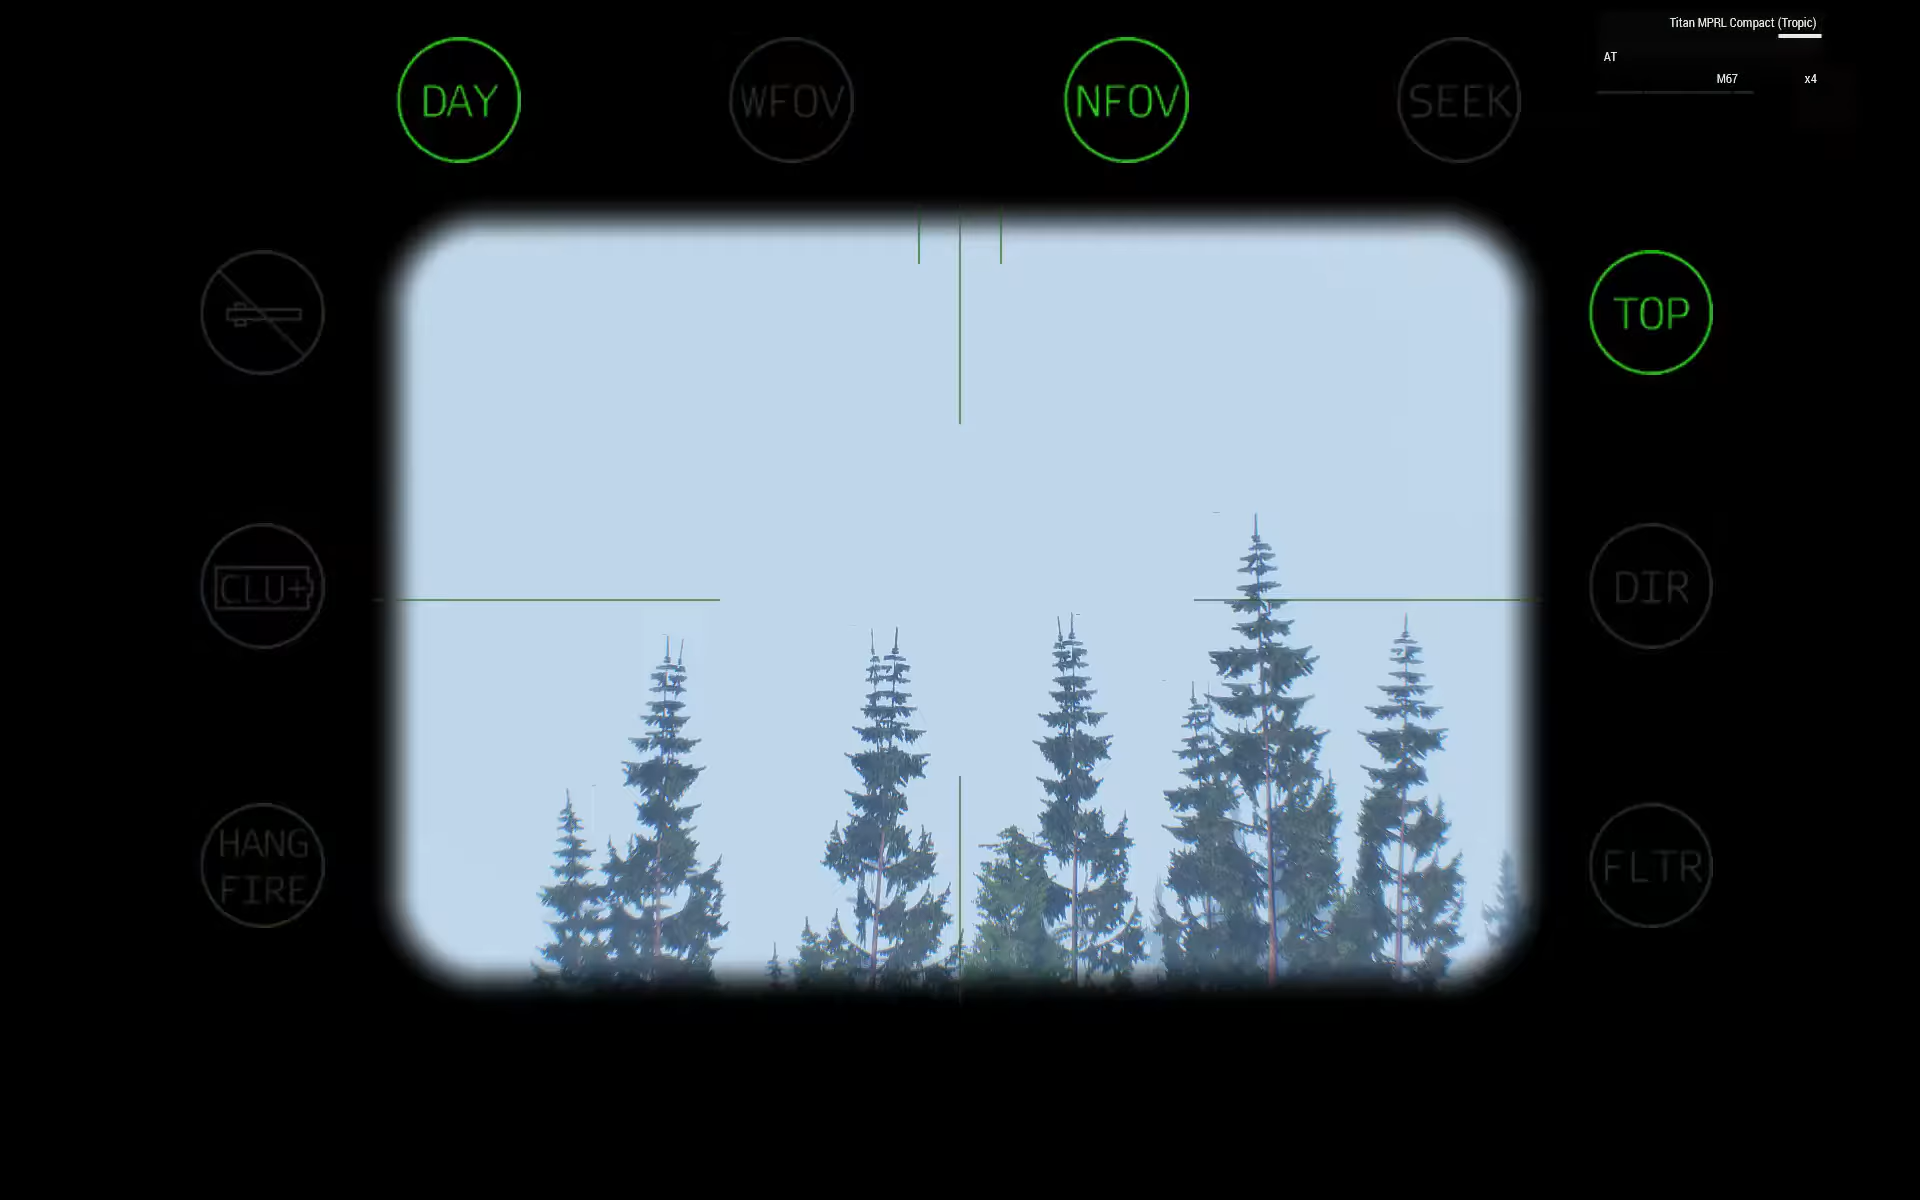 Titan MPRL Compact (Tropic)
AT
M67 x4
DAY WFOV NFOV SEEK
TOP
CLU+ DIR
HANG
FIRE
FLTR